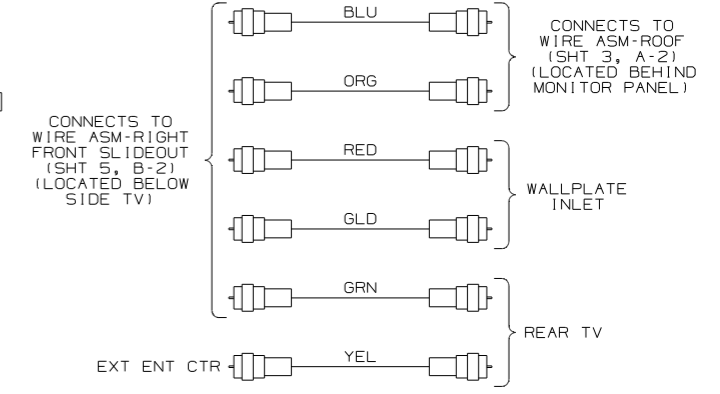 BLU
CONNECTS TO
WIRE ASM-ROOF
(SHT 3, A-2)
(LOCATED BEHIND
MONITOR PANEL)
ORG
CONNECTS TO
WIRE ASM-RIGHT
FRONT SLIDEOUT
(SHT 5, B-2)
(LOCATED BELOW
SIDE TV)
RED
WALLPLATE
INLET
GLD
GRN
REAR TV
YEL
EXT ENT CTR